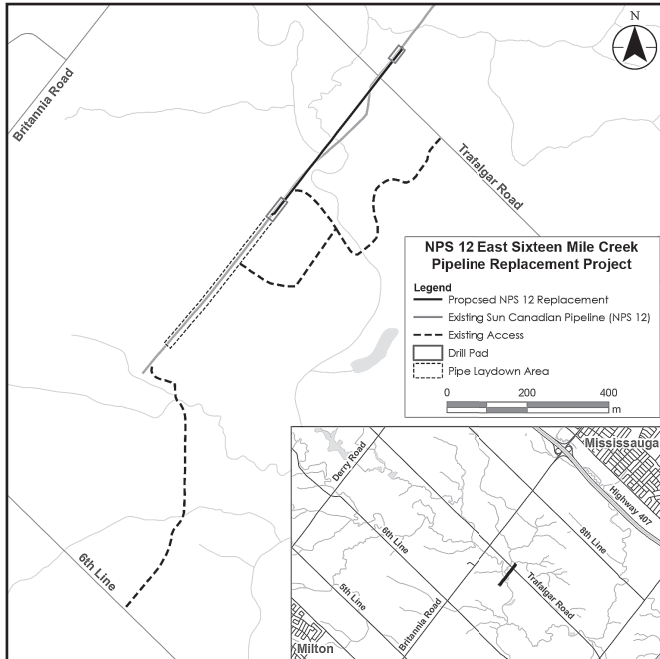 N
Britannia Road
Trafalgar Road
NPS 12 East Sixteen Mile Creek
Pipeline Replacement Project
Legend
Propcsed NPS 12 Replacement
Existing Sun Canadian Pipeline (NPS 12)
Existing Access
Drill Pad
Pipe Laydown Area
0 200 400
m
6th Line
Mississauga
Derry Road
Highway 407
6th Line
8th Line
5th Line
Trafalgar Road
Britannia Road
Milton